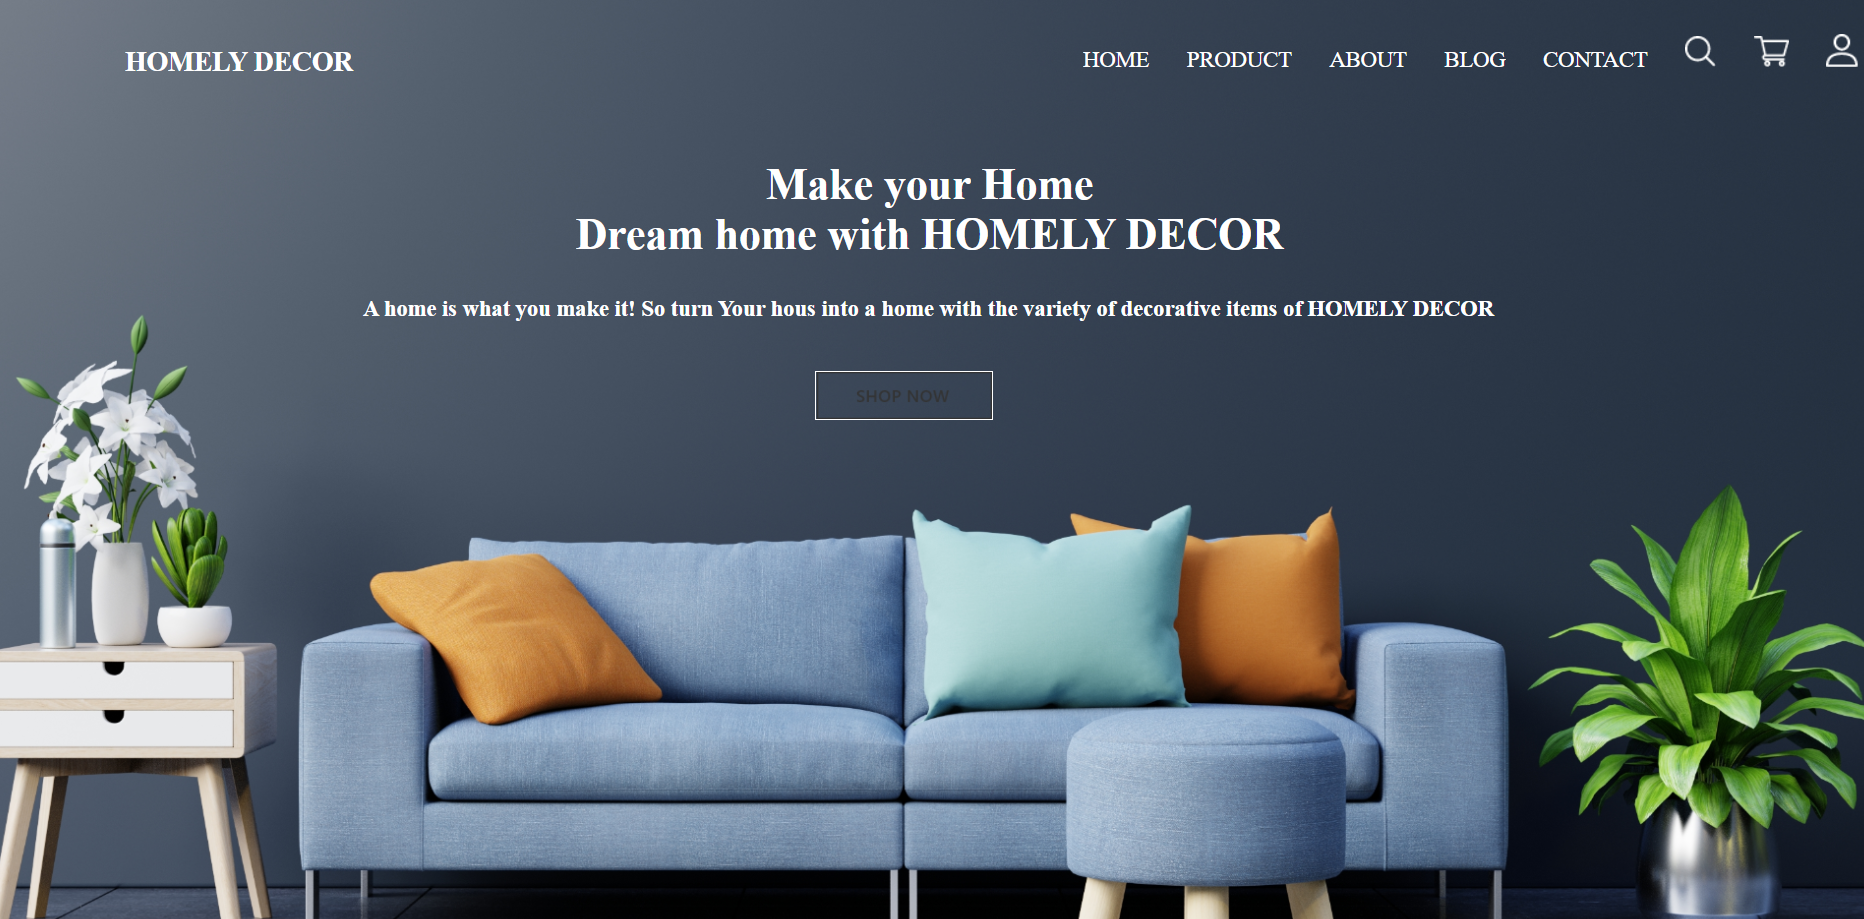 HOMELY DECOR
HOME PRODUCT ABOUT BLOG CONTACT
Make your Home
Dream home with HOMELY DECOR
A home is what you make it! So turn Your hous into a home with the variety of decorative items of HOMELY DECOR
SHOP NOW